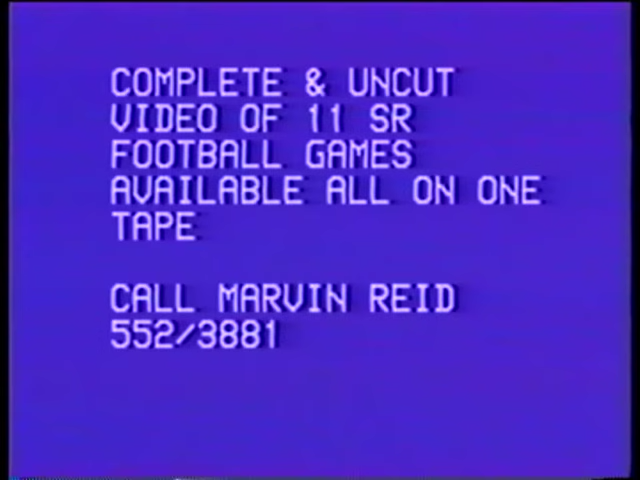 COMPLETE & UNCUT
VIDEO OF 11 SR
FOOTBALL GAMES
AVAILABLE ALL ON ONE
TAPE
CALL MARVIN REID
552/3881